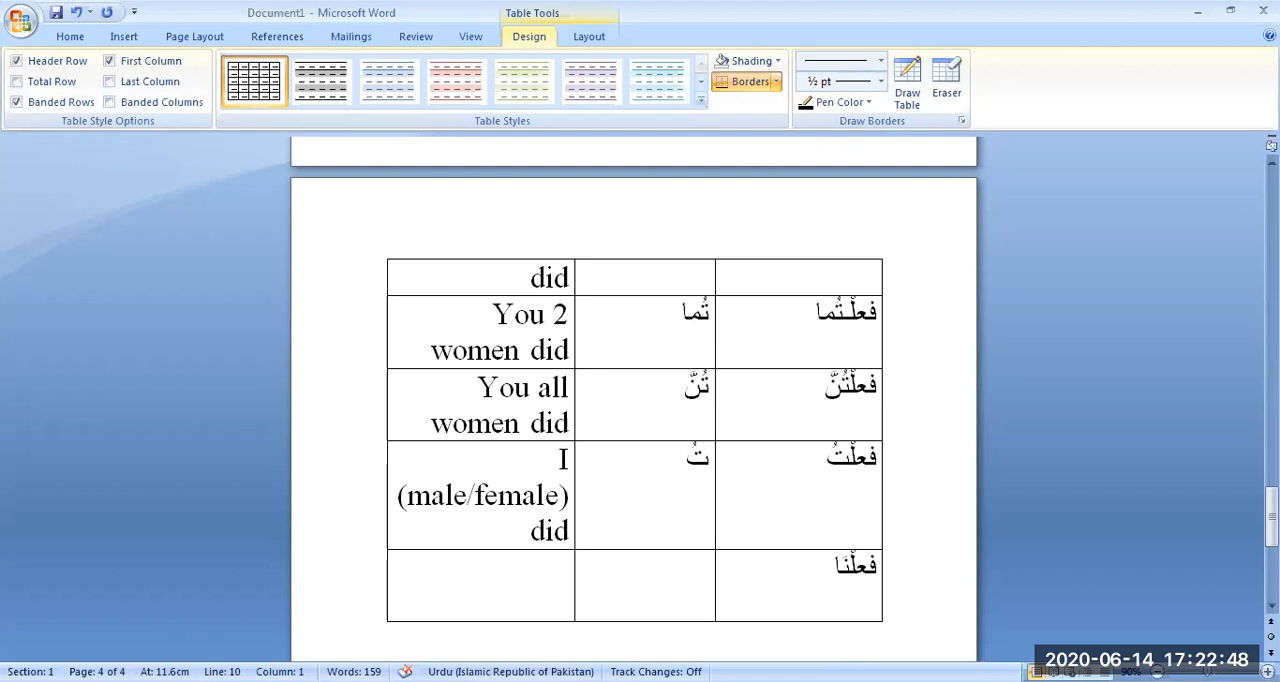 Document1 - Microsoft Word
Table Tools
Home Insert Page Layout References Mailings Review View Design Layout
Header Row First Column
Total Row Last Column
Banded Rows Banded Columns
Table Style Options
Table Styles
Shading
Borders
½ pt
Pen Color
Draw Table
Eraser
Draw Borders
did
فعلْـتُما تُما You 2
women did
فعلْتُنَّ تُنَّ You all
women did
فعلْتُ تُ I
(male/female)
did
فعلْنَا
Section: 1 Page: 4 of 4 At: 11.6cm Line: 10 Column: 1 Words: 159 Urdu (Islamic Republic of Pakistan) Track Changes: Off 90%
2020-06-14 17:22:48